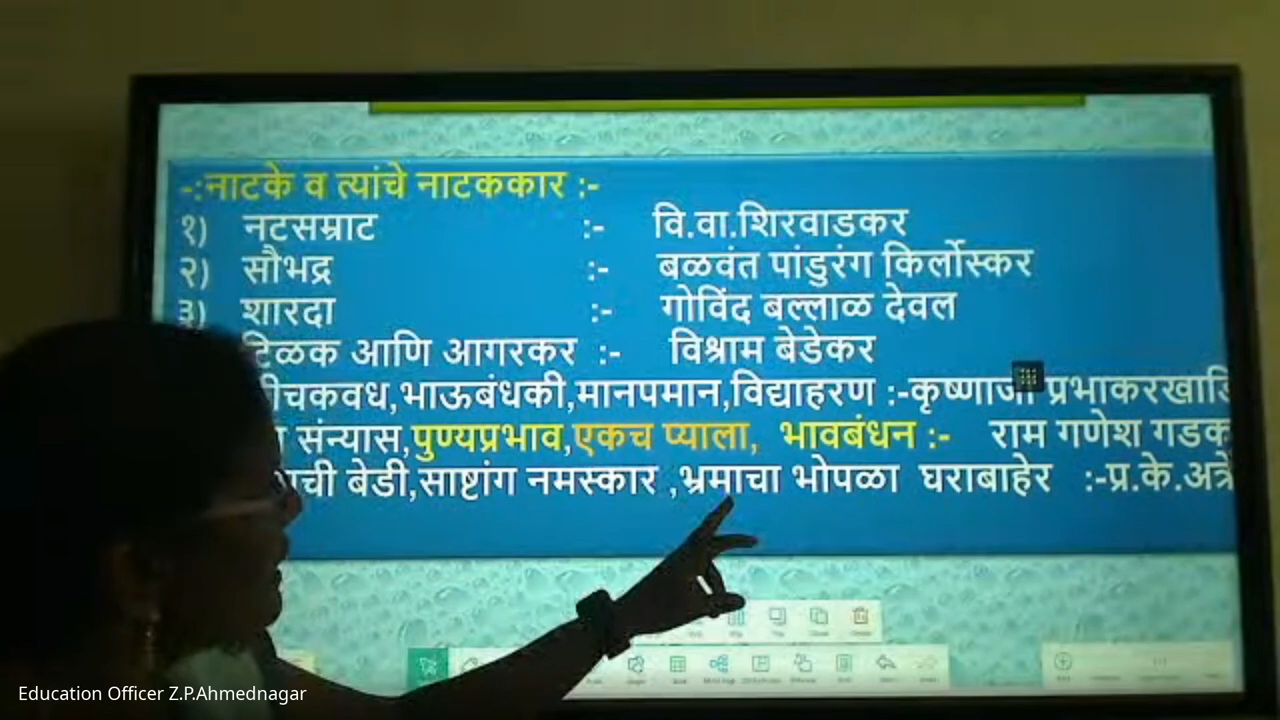 -:नाटके व त्यांचे नाटककार :-
१) नटसम्राट :- वि.वा.शिरवाडकर
२) सौभद्र :- बळवंत पांडुरंग किर्लोस्कर
३) शारदा :- गोविंद बल्लाळ देवल
टिळक आणि आगरकर :- विश्राम बेडेकर
चकवध,भाऊबंधकी,मानपमान,विद्याहरण :-कृष्णाजी प्रभाकरखाडि
संन्यास,पुण्यप्रभाव,एकच प्याला, भावबंधन :- राम गणेश गडक
ची बेडी,साष्टांग नमस्कार ,भ्रमाचा भोपळा घराबाहेर :-प्र.के.अत्रे
Education Officer Z.P.Ahmednagar